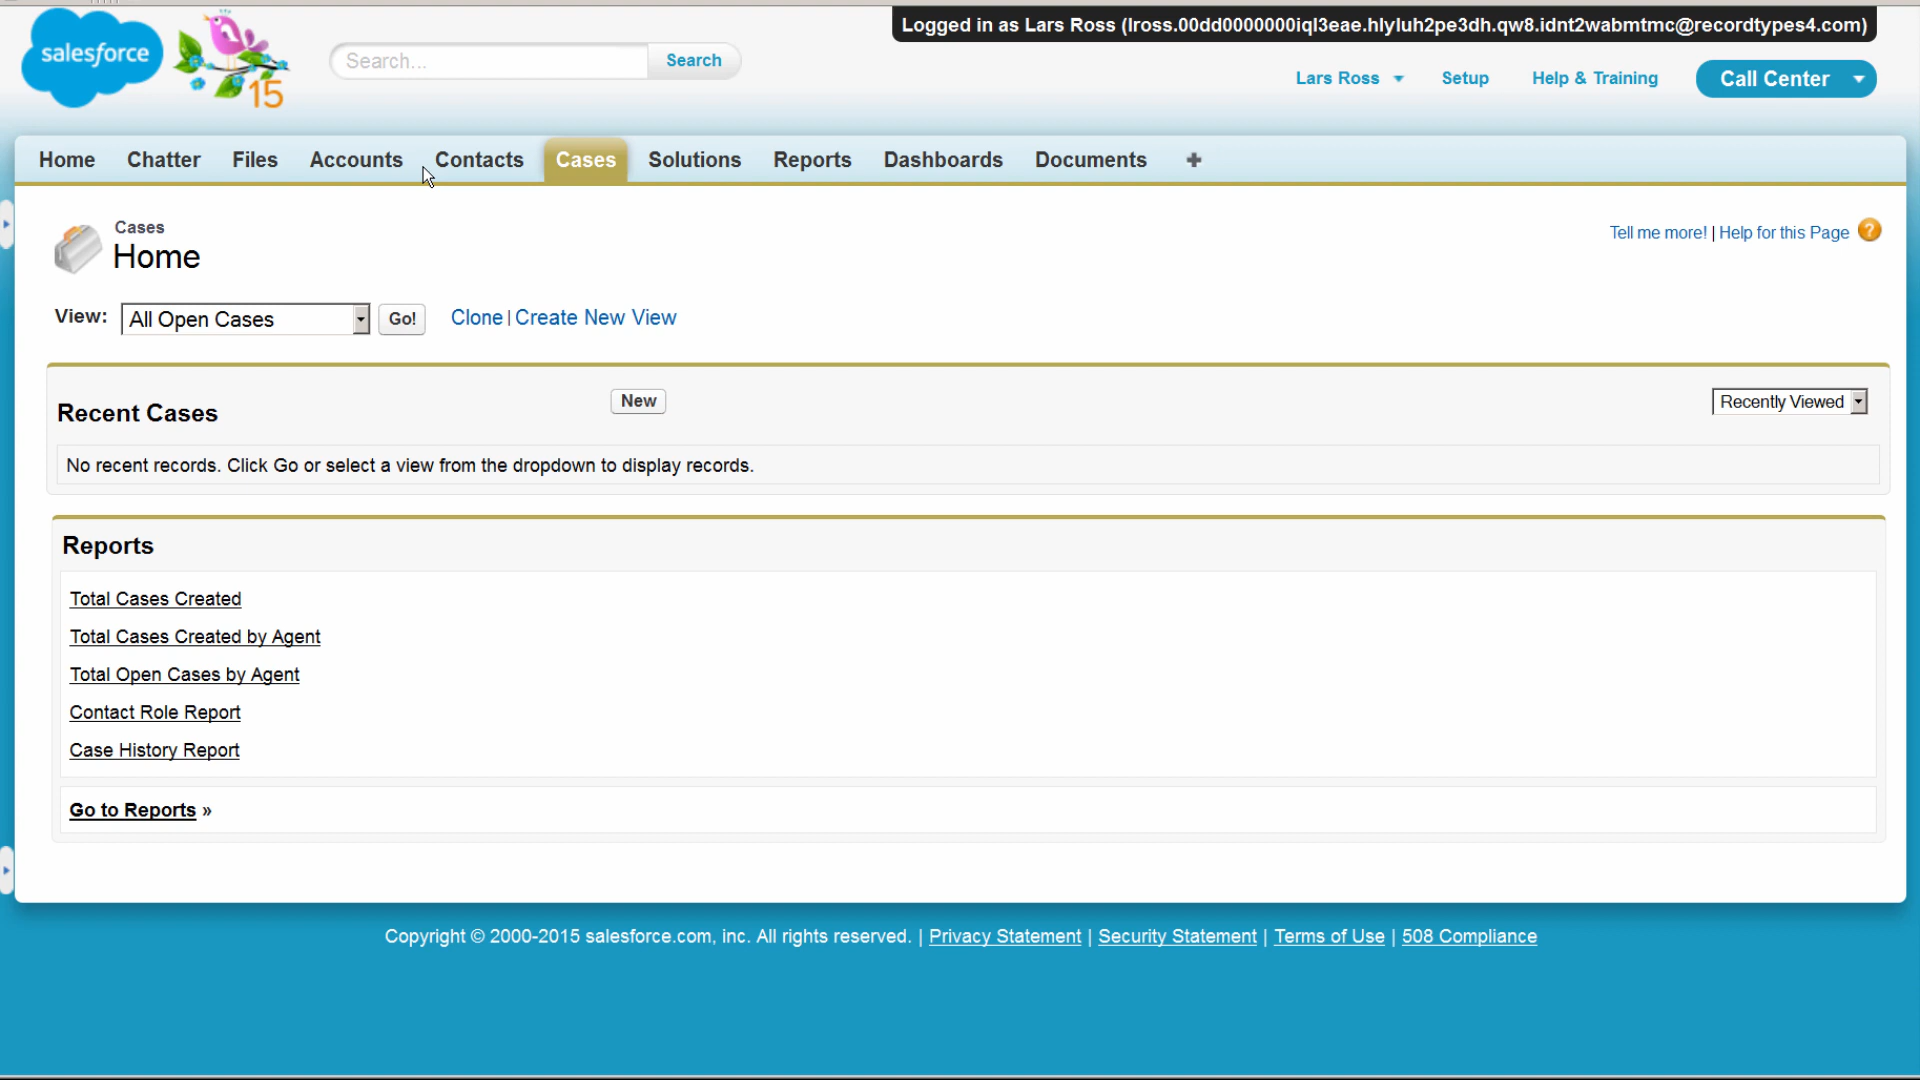 Logged in as Lars Ross (lross.00dd0000000iql3eae.hlyluh2pe3dh.qw8.idnt2wabmtmc@recordtypes4.com)
salesforce
15
Search...
Search
Lars Ross
Setup
Help & Training
Call Center
Home Chatter Files Accounts Contacts Cases Solutions Reports Dashboards Documents +
Cases
Home
Tell me more! | Help for this Page ?
View: All Open Cases Go! Clone | Create New View
Recent Cases New Recently Viewed
No recent records. Click Go or select a view from the dropdown to display records.
Reports
Total Cases Created
Total Cases Created by Agent
Total Open Cases by Agent
Contact Role Report
Case History Report
Go to Reports »
Copyright © 2000-2015 salesforce.com, inc. All rights reserved. | Privacy Statement | Security Statement | Terms of Use | 508 Compliance